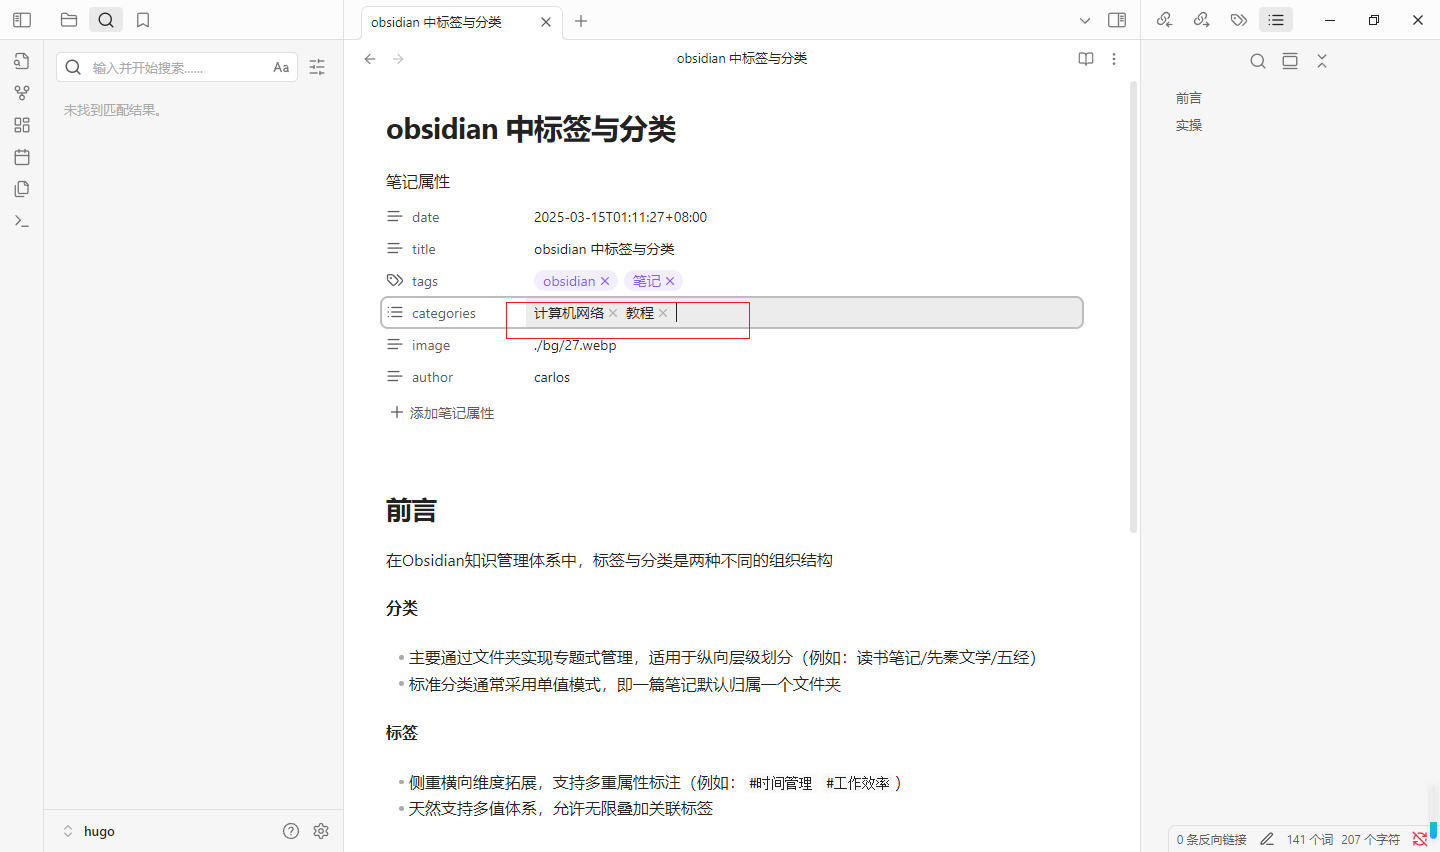 obsidian 中标签与分类
输入并开始搜索...... Aa
未找到匹配结果。
obsidian 中标签与分类
obsidian 中标签与分类
笔记属性
date 2025-03-15T01:11:27+08:00
title obsidian 中标签与分类
tags obsidian 笔记
categories 计算机网络 教程
image ./bg/27.webp
author carlos
添加笔记属性
前言
在Obsidian知识管理体系中，标签与分类是两种不同的组织结构
分类
主要通过文件夹实现专题式管理，适用于纵向层级划分（例如：读书笔记/先秦文学/五经）
标准分类通常采用单值模式，即一篇笔记默认归属一个文件夹
标签
侧重横向维度拓展，支持多重属性标注（例如： #时间管理 #工作效率 ）
天然支持多值体系，允许无限叠加关联标签
前言
实操
hugo
0 条反向链接 141 个词 207 个字符